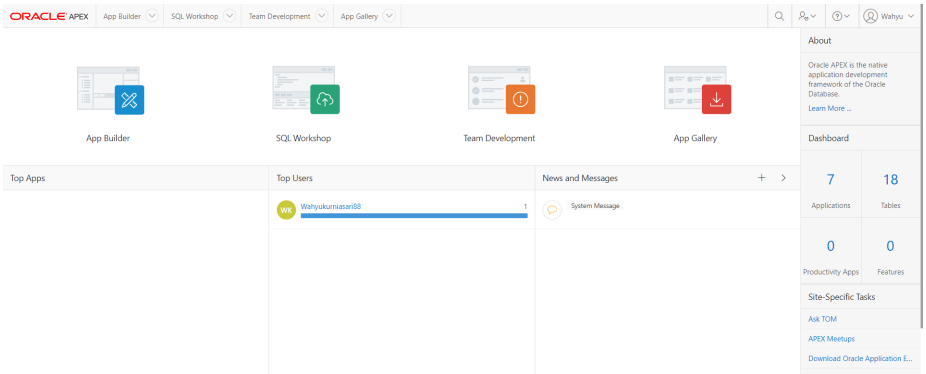 ORACLE APEX App Builder SQL Workshop Team Development App Gallery Wahyu
About
Oracle APEX is the native
application development
framework of the Oracle
Database.
Learn More ...
App Builder SQL Workshop Team Development App Gallery
Dashboard
Top Apps Top Users News and Messages
7 18
Applications Tables
WK Wahyukurniasari88 1
System Message
0 0
Productivity Apps Features
Site-Specific Tasks
Ask TOM
APEX Meetups
Download Oracle Application E...